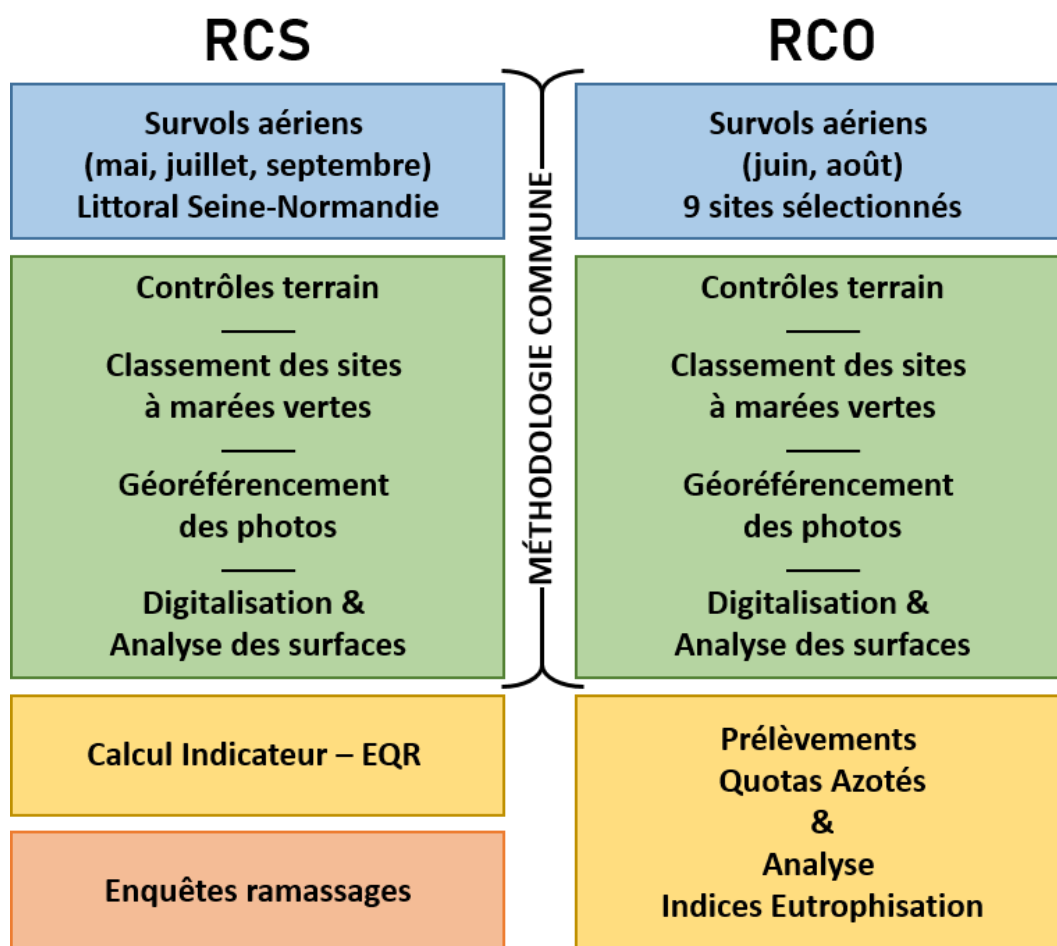 RCS
Survols aériens
(mai, juillet, septembre)
Littoral Seine-Normandie
Contrôles terrain
Classement des sites
à marées vertes
Géoréférencement
des photos
Digitalisation &
Analyse des surfaces
Calcul Indicateur – EQR
Enquêtes ramassages
MÉTHODOLOGIE COMMUNE
RCO
Survols aériens
(juin, août)
9 sites sélectionnés
Contrôles terrain
Classement des sites
à marées vertes
Géoréférencement
des photos
Digitalisation &
Analyse des surfaces
Prélèvements
Quotas Azotés
&
Analyse
Indices Eutrophisation